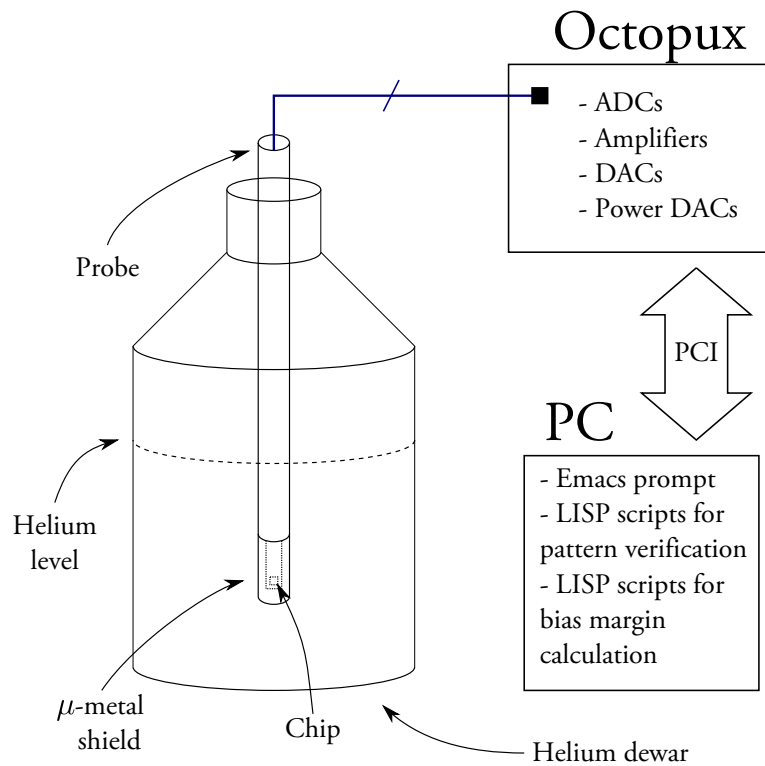 Octopux
- ADCs
- Amplifiers
- DACs
- Power DACs
Probe
PCI
PC
- Emacs prompt
- LISP scripts for
pattern verification
- LISP scripts for
bias margin
calculation
Helium
level
μ-metal
shield
Chip
Helium dewar